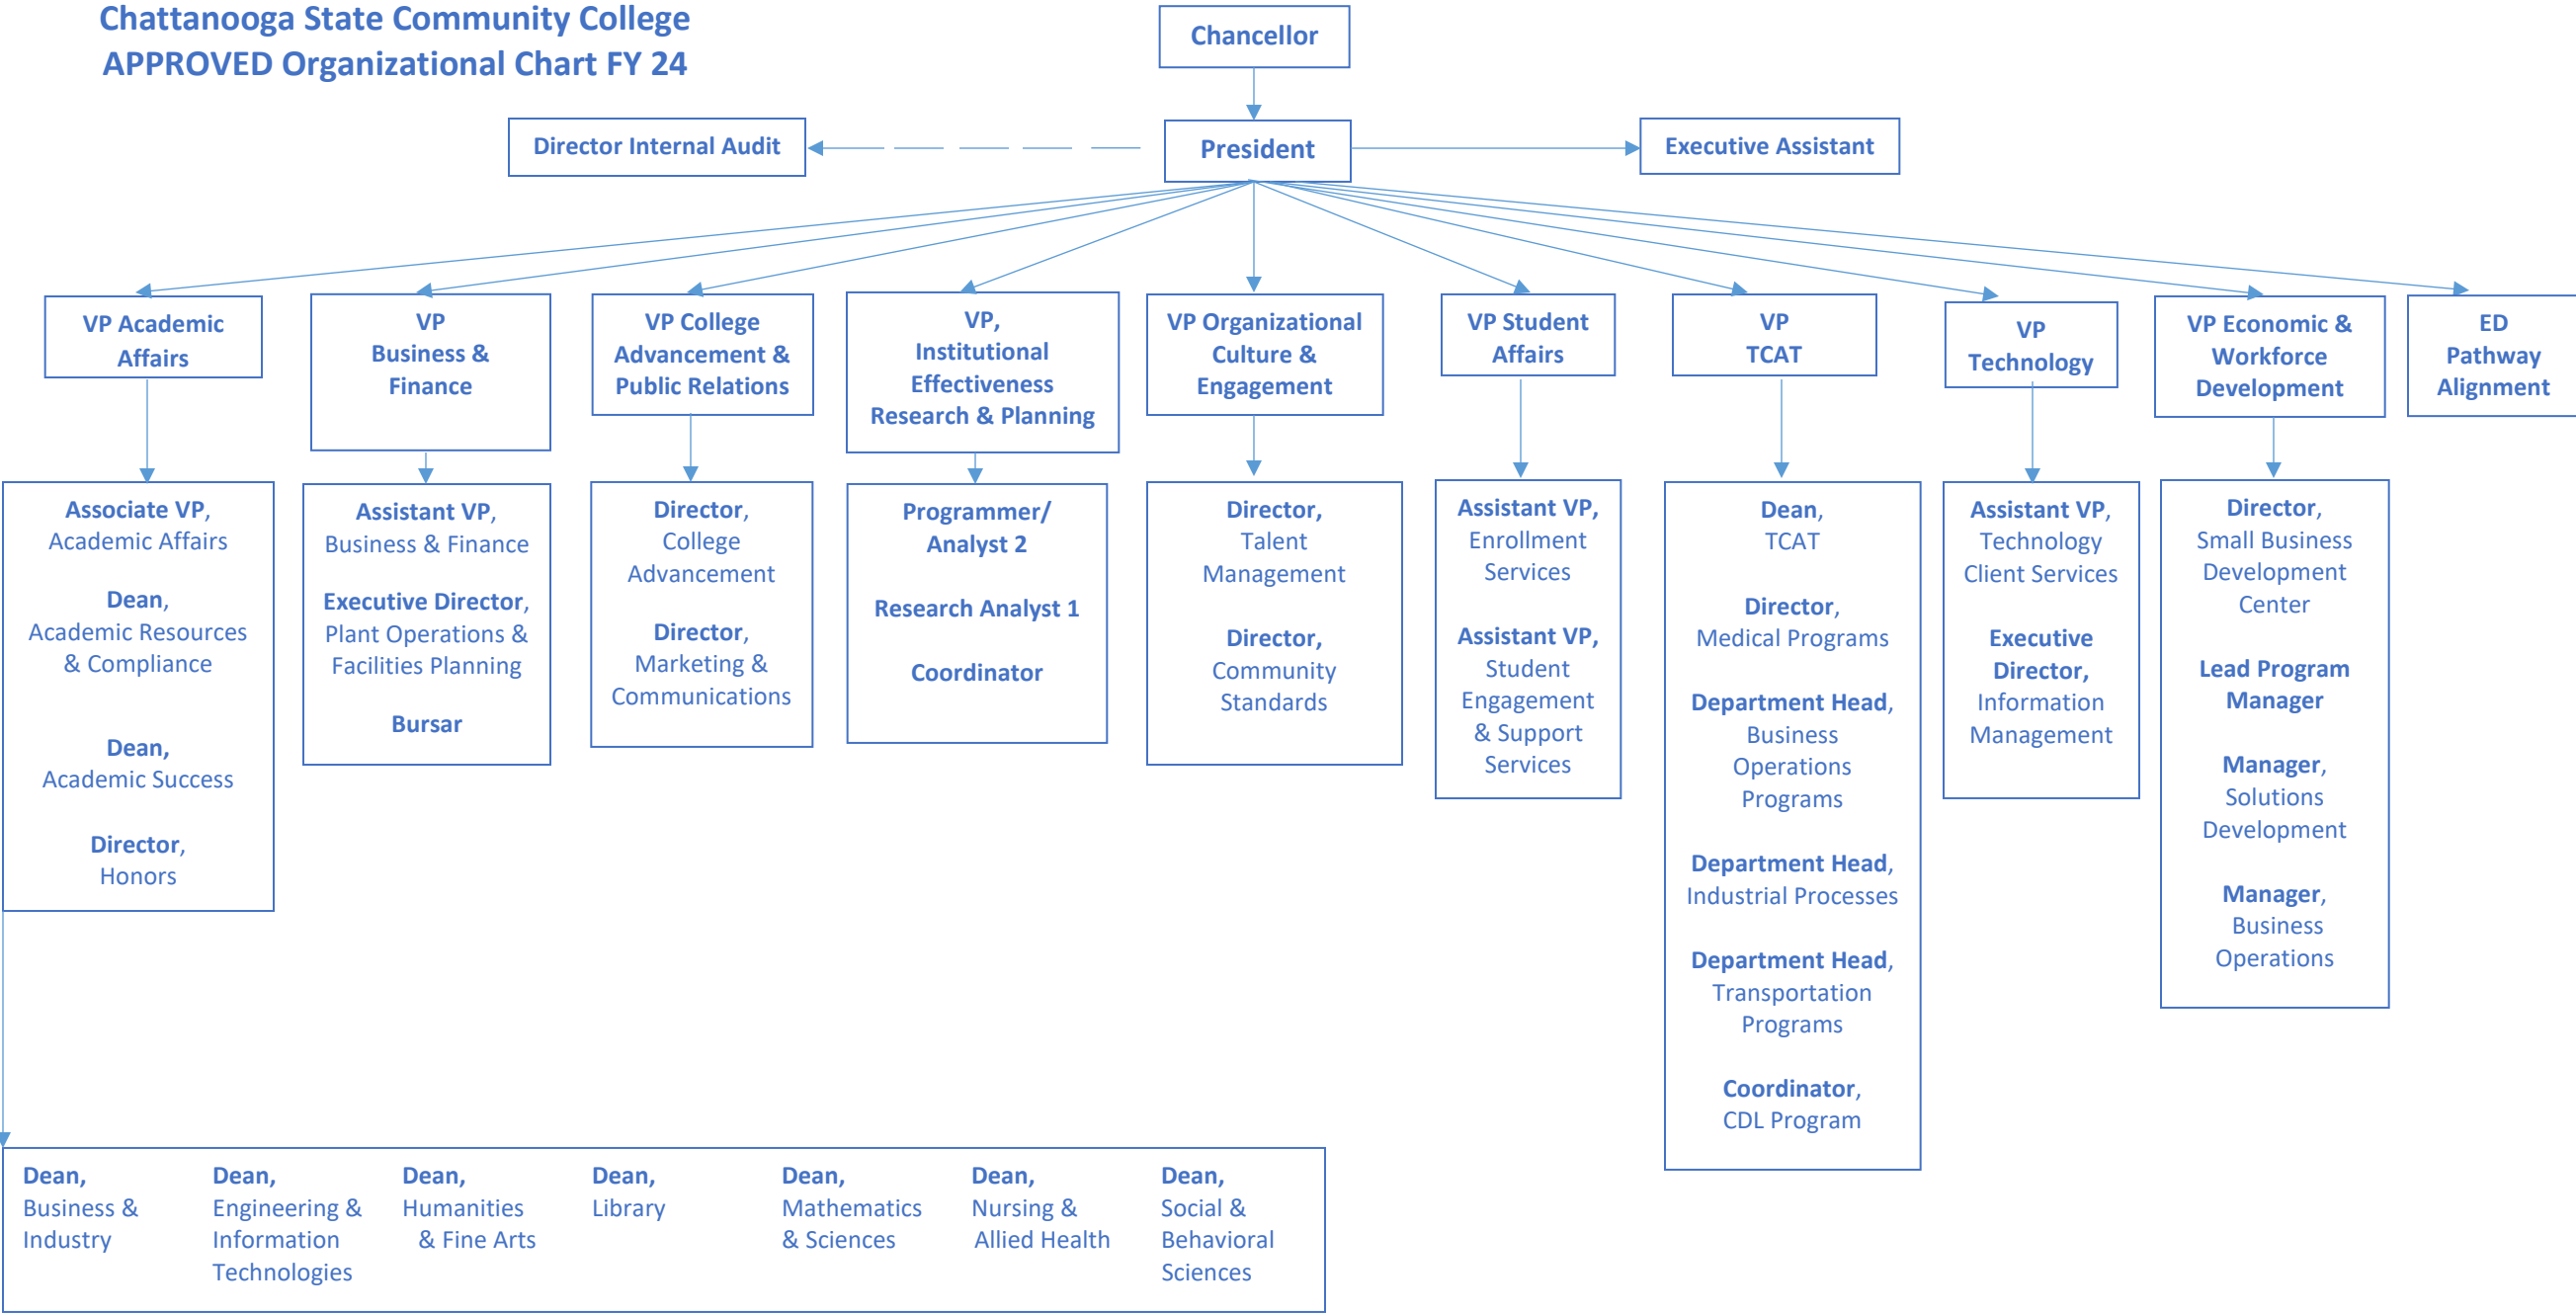 Chattanooga State Community College
APPROVED Organizational Chart FY 24
Chancellor
Director Internal Audit
President
Executive Assistant
VP Academic
Affairs
VP
Business &
Finance
VP College
Advancement &
Public Relations
VP,
Institutional
Effectiveness
Research & Planning
VP Organizational
Culture &
Engagement
VP Student
Affairs
VP
TCAT
VP
Technology
VP Economic &
Workforce
Development
ED
Pathway
Alignment
Associate VP,
Academic Affairs
Dean,
Academic Resources
& Compliance
Dean,
Academic Success
Director,
Honors
Assistant VP,
Business & Finance
Executive Director,
Plant Operations &
Facilities Planning
Bursar
Director,
College
Advancement
Director,
Marketing &
Communications
Programmer/
Analyst 2
Research Analyst 1
Coordinator
Director,
Talent
Management
Director,
Community
Standards
Assistant VP,
Enrollment
Services
Assistant VP,
Student
Engagement
& Support
Services
Dean,
TCAT
Director,
Medical Programs
Department Head,
Business
Operations
Programs
Department Head,
Industrial Processes
Department Head,
Transportation
Programs
Coordinator,
CDL Program
Assistant VP,
Technology
Client Services
Executive
Director,
Information
Management
Director,
Small Business
Development
Center
Lead Program
Manager
Manager,
Solutions
Development
Manager,
Business
Operations
Dean,
Business &
Industry
Dean,
Engineering &
Information
Technologies
Dean,
Humanities
& Fine Arts
Dean,
Library
Dean,
Mathematics
& Sciences
Dean,
Nursing &
Allied Health
Dean,
Social &
Behavioral
Sciences